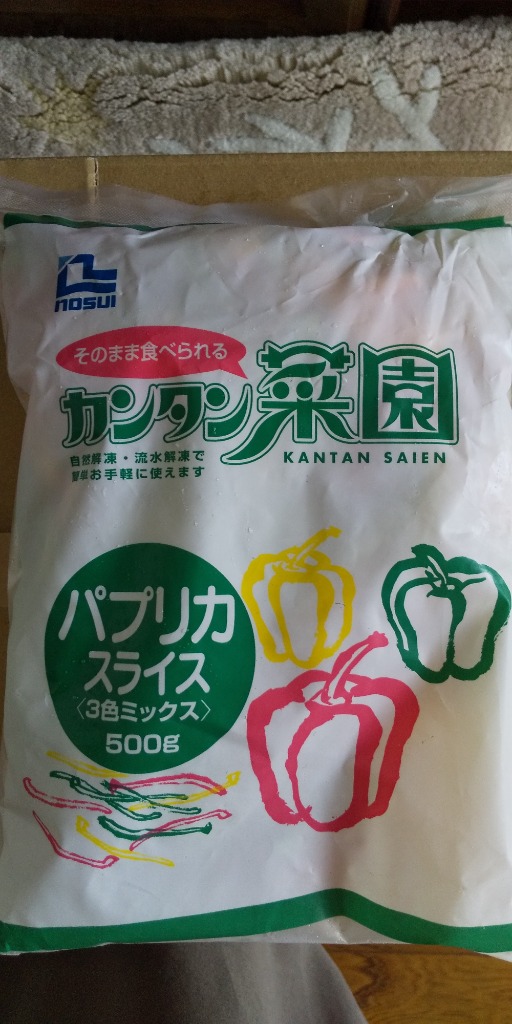 nosui
そのまま食べられる
カンタン菜園
KANTAN SAIEN
自然解凍・流水解凍で
簡単お手軽に使えます
パプリカ
スライス
〈3色ミックス〉
500g